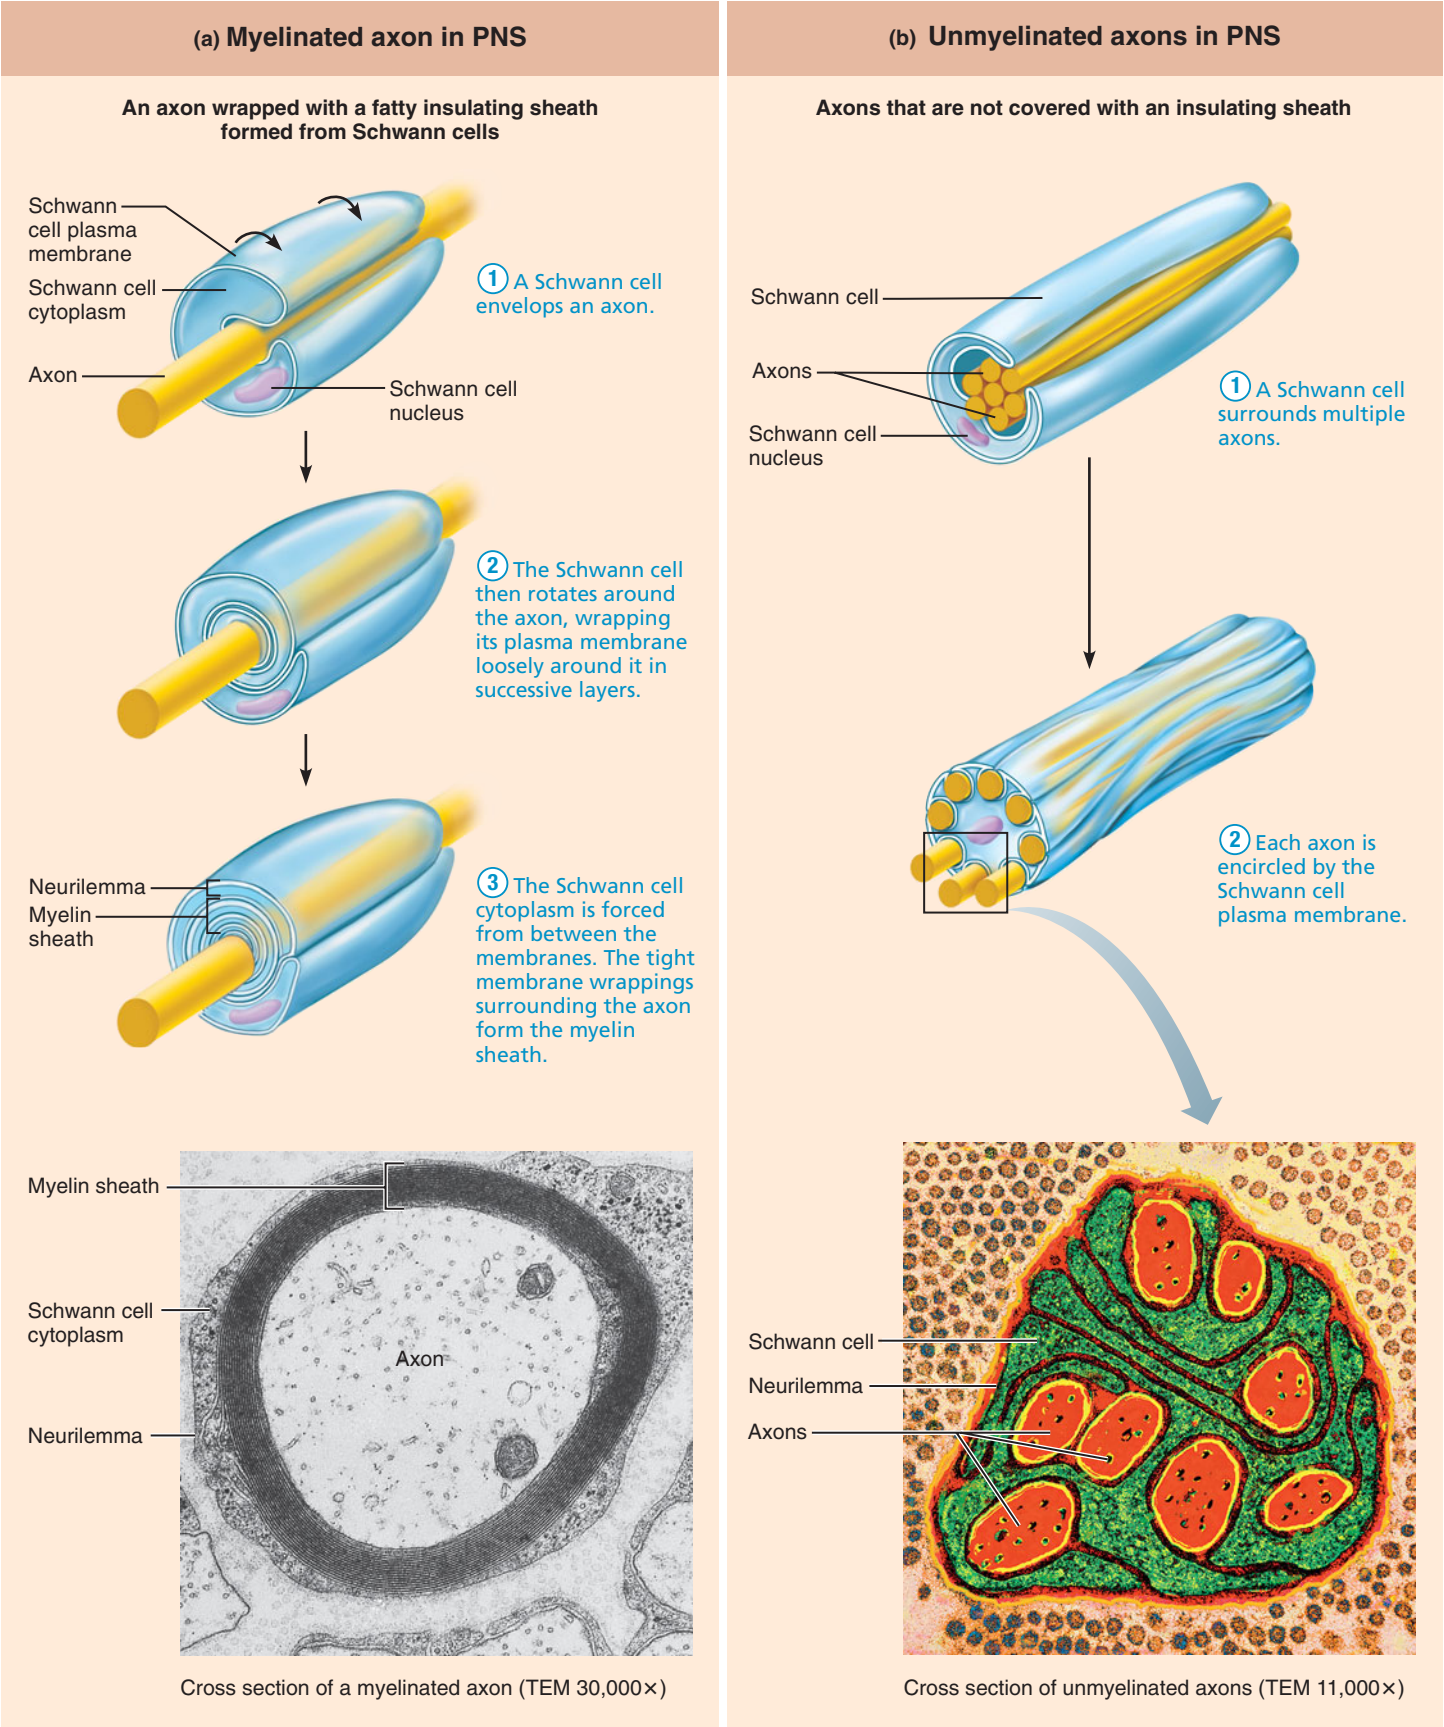 (a) Myelinated axon in PNS
An axon wrapped with a fatty insulating sheath
formed from Schwann cells
Schwann
cell plasma
membrane
Schwann cell
cytoplasm
Axon
Schwann cell
nucleus
1 A Schwann cell
envelops an axon.
2 The Schwann cell
then rotates around
the axon, wrapping
its plasma membrane
loosely around it in
successive layers.
Neurilemma
Myelin
sheath
3 The Schwann cell
cytoplasm is forced
from between the
membranes. The tight
membrane wrappings
surrounding the axon
form the myelin
sheath.
Myelin sheath
Schwann cell
cytoplasm
Axon
Neurilemma
Cross section of a myelinated axon (TEM 30,000×)
(b) Unmyelinated axons in PNS
Axons that are not covered with an insulating sheath
Schwann cell
Axons
Schwann cell
nucleus
1 A Schwann cell
surrounds multiple
axons.
2 Each axon is
encircled by the
Schwann cell
plasma membrane.
Schwann cell
Neurilemma
Axons
Cross section of unmyelinated axons (TEM 11,000×)